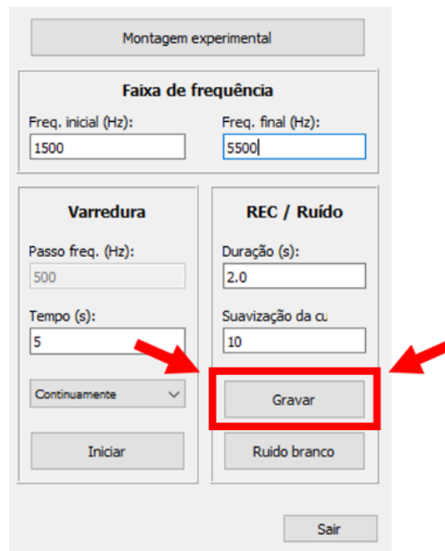 Montagem experimental
Faixa de frequência
Freq. inicial (Hz): Freq. final (Hz):
1500 5500
Varredura
Passo freq. (Hz):
500
Tempo (s):
5
Continuamente
Iniciar
REC / Ruído
Duração (s):
2.0
Suavização da cu
10
Gravar
Ruido branco
Sair